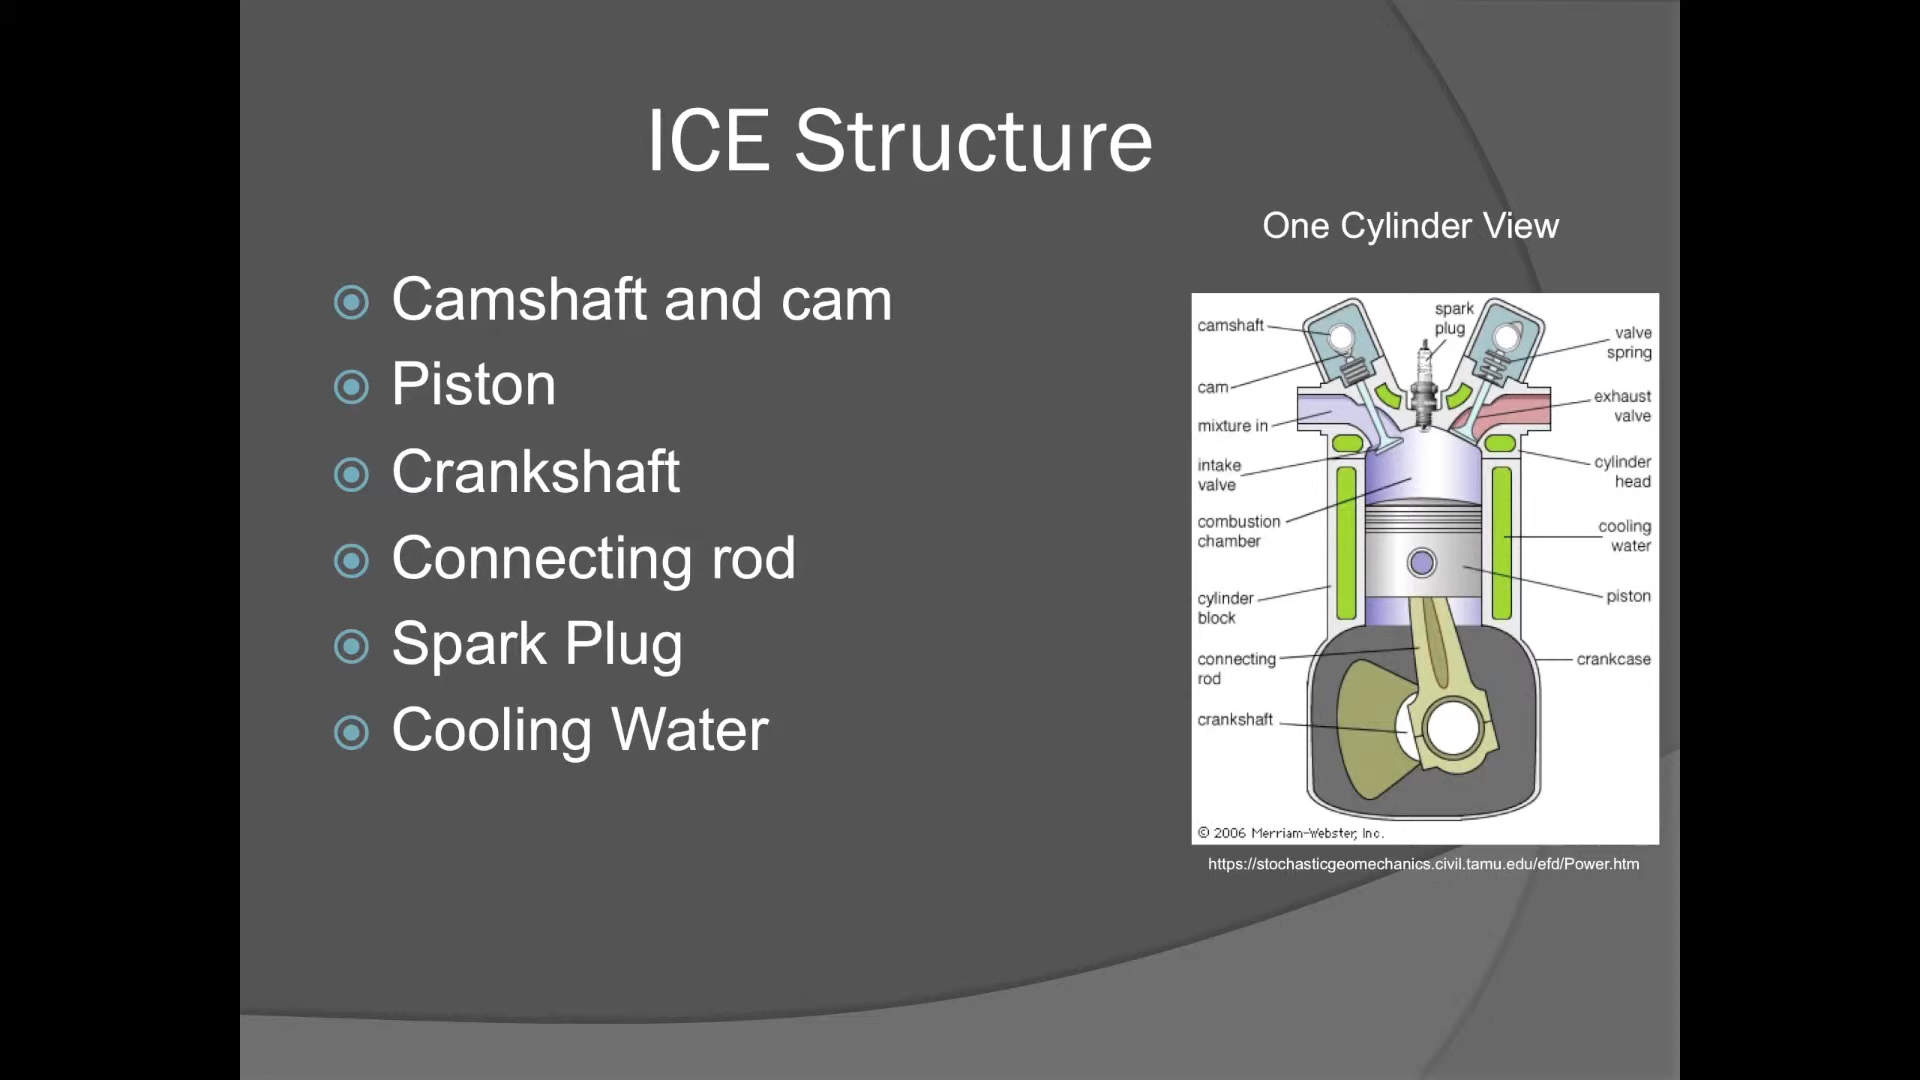 ICE Structure
One Cylinder View
Camshaft and cam
Piston
Crankshaft
Connecting rod
Spark Plug
Cooling Water
camshaft
cam
mixture in
intake
valve
combustion
chamber
cylinder
block
connecting
rod
crankshaft
spark
plug
valve
spring
exhaust
valve
cylinder
head
cooling
water
piston
crankcase
© 2006 Merriam-Webster, Inc.
https://stochasticgeomechanics.civil.tamu.edu/efd/Power.htm